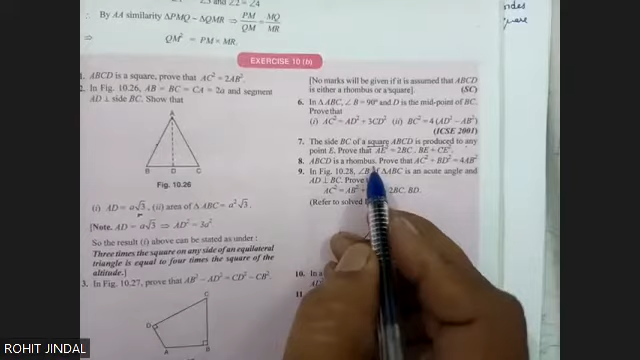 ∠3 and ∠2 = ∠4
By AA similarity ΔPMQ ~ ΔQMR ⇒ PM/QM = MQ/MR
⇒ QM² = PM × MR.
EXERCISE 10 (b)
1. ABCD is a square, prove that AC² = 2AB².
2. In Fig. 10.26, AB = BC = CA = 2a and segment
AD ⊥ side BC. Show that
A
B
D
C
Fig. 10.26
(i) AD = a√3 (ii) area of ΔABC = a²√3.
[Note. AD = a√3 ⇒ AD² = 3a².
So the result (i) above can be stated as under :
Three times the square on any side of an equilateral
triangle is equal to four times the square of the
altitude.]
3. In Fig. 10.27, prove that AB² – AD² = CD² – CB².
C
D
A
B
[No marks will be given if it is assumed that ABCD
is either a rhombus or a square]. (SC)
6. In ΔABC, ∠B = 90° and D is the mid-point of BC.
Prove that
(i) AC² = AD² + 3CD² (ii) BC² = 4 (AD² – AB²)
(ICSE 2001)
7. The side BC of a square ABCD is produced to any
point E. Prove that AE² = 2BC . BE + CE².
8. ABCD is a rhombus. Prove that AC² + BD² = 4AB²
9. In Fig. 10.28, ∠B of ΔABC is an acute angle and
AD ⊥ BC. Prove
AC² = AB² + 2BC . BD.
(Refer to solved
10. In a
11.
square
ROHIT JINDAL